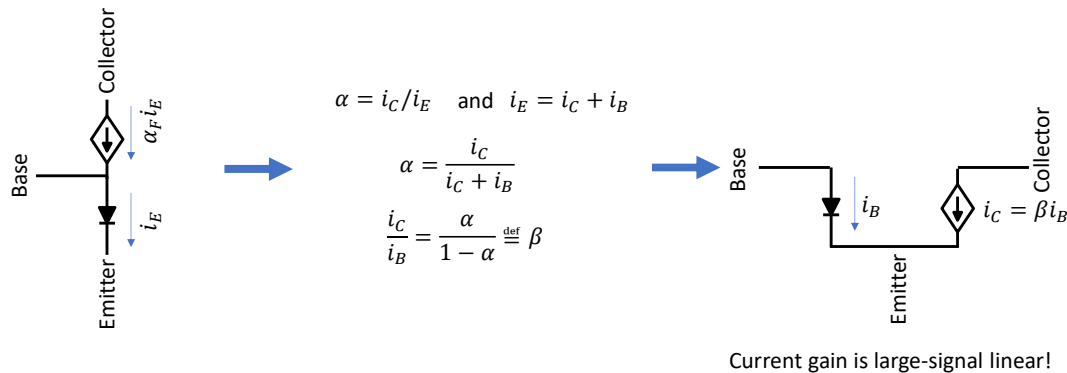 Collector
α_F i_E
Base
i_E
Emitter
α = i_C/i_E and i_E = i_C + i_B
α = i_C / (i_C + i_B)
i_C / i_B = α / (1 − α) ≝ β
Base
i_B
Collector
i_C = βi_B
Emitter
Current gain is large-signal linear!